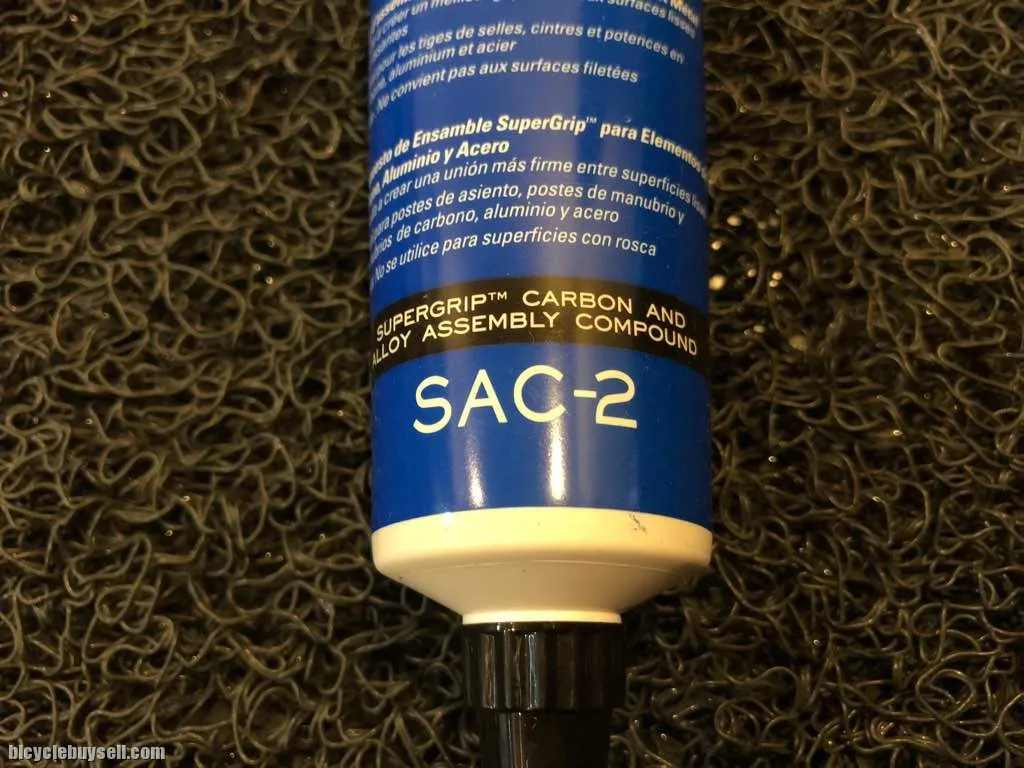 créer un meilleur
surfaces lisses
pour les tiges de selles, cintres et potences en
aluminium et acier
Ne convient pas aux surfaces filetées
de Ensamble SuperGrip™ para Elementos
Aluminio y Acero
a crear una unión más firme entre superficies
para postes de asiento, postes de manubrio y
de carbono, aluminio y acero
No se utilice para superficies con rosca
SUPERGRIP™ CARBON AND
ALLOY ASSEMBLY COMPOUND
SAC-2
bicyclebuysell.com